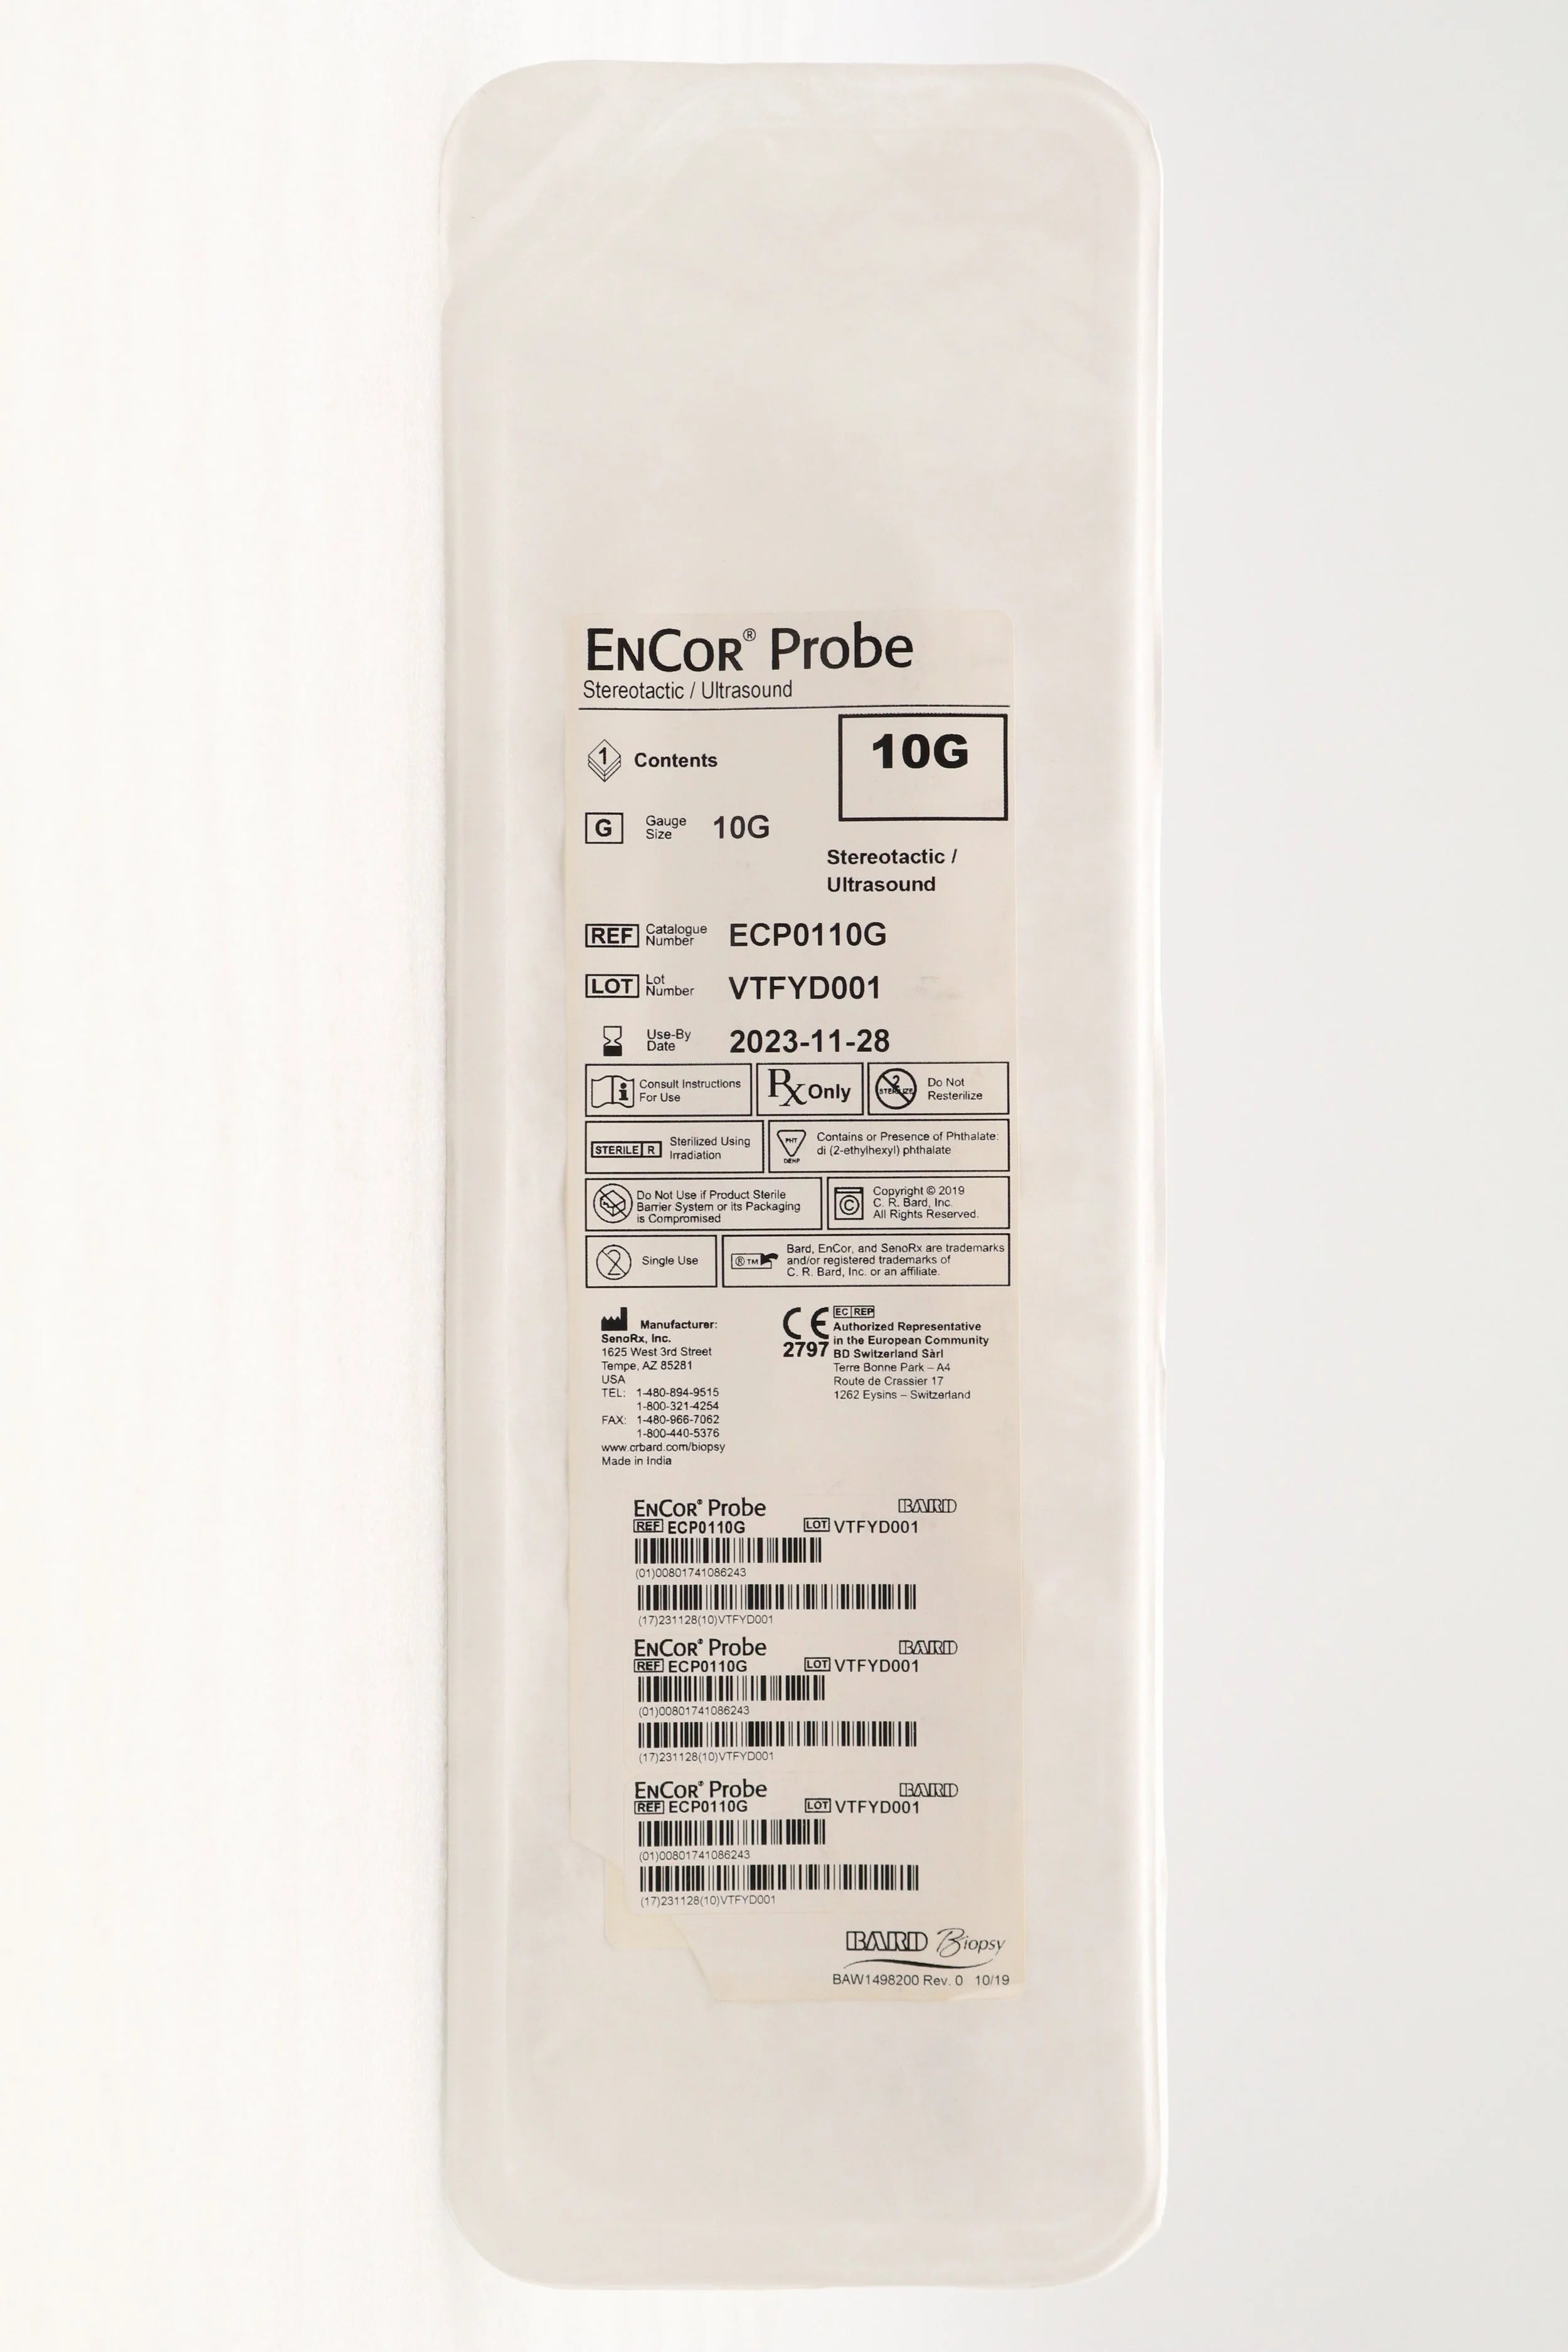 ENCOR® Probe
Stereotactic / Ultrasound
1 Contents
10G
G Gauge Size 10G
Stereotactic /
Ultrasound
REF Catalogue Number ECP0110G
LOT Lot Number VTFYD001
Use-By Date 2023-11-28
Consult Instructions For Use
Rx Only
2 STERILIZE Do Not Resterilize
STERILE R Sterilized Using Irradiation
PHT DEHP Contains or Presence of Phthalate: di (2-ethylhexyl) phthalate
Do Not Use if Product Sterile
Barrier System or its Packaging
is Compromised
© Copyright © 2019
C. R. Bard, Inc.
All Rights Reserved.
2 Single Use
® TM Bard, EnCor, and SenoRx are trademarks
and/or registered trademarks of
C. R. Bard, Inc. or an affiliate.
Manufacturer:
SenoRx, Inc.
1625 West 3rd Street
Tempe, AZ 85281
USA
TEL: 1-480-894-9515
1-800-321-4254
FAX: 1-480-966-7062
1-800-440-5376
www.crbard.com/biopsy
Made in India
CE
2797
EC REP
Authorized Representative
in the European Community
BD Switzerland Sàrl
Terre Bonne Park – A4
Route de Crassier 17
1262 Eysins – Switzerland
ENCOR® Probe BARD
REF ECP0110G LOT VTFYD001
(01)00801741086243
(17)231128(10)VTFYD001
ENCOR® Probe BARD
REF ECP0110G LOT VTFYD001
(01)00801741086243
(17)231128(10)VTFYD001
ENCOR® Probe BARD
REF ECP0110G LOT VTFYD001
(01)00801741086243
(17)231128(10)VTFYD001
BARD Biopsy
BAW1498200 Rev. 0 10/19